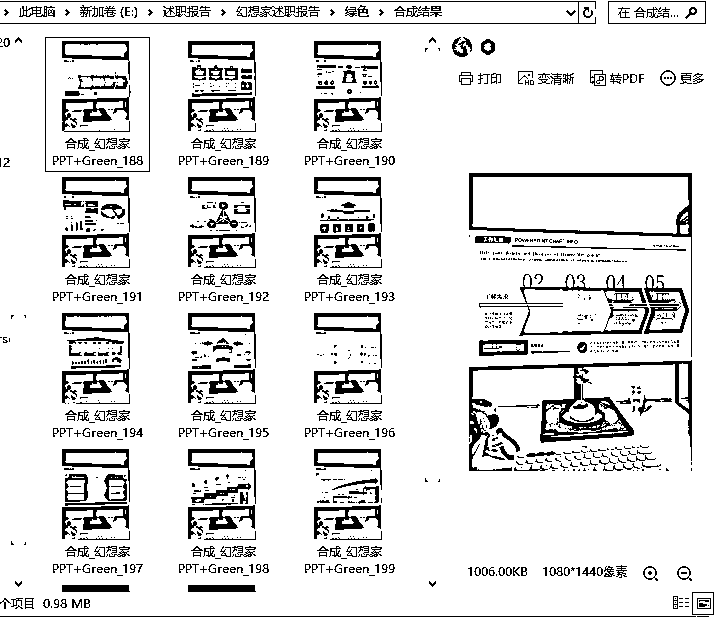 此电脑 > 新加卷 (E:) > 述职报告 > 幻想家述职报告 > 绿色 > 合成结果
在 合成结...
打印 变清晰 转PDF 更多
合成_幻想家 合成_幻想家 合成_幻想家
PPT+Green_188 PPT+Green_189 PPT+Green_190
合成_幻想家 合成_幻想家 合成_幻想家
PPT+Green_191 PPT+Green_192 PPT+Green_193
合成_幻想家 合成_幻想家 合成_幻想家
PPT+Green_194 PPT+Green_195 PPT+Green_196
合成_幻想家 合成_幻想家 合成_幻想家
PPT+Green_197 PPT+Green_198 PPT+Green_199
POWERPOINT CHART INFO
02 03 04 05
1006.00KB 1080*1440像素
个项目 0.98 MB